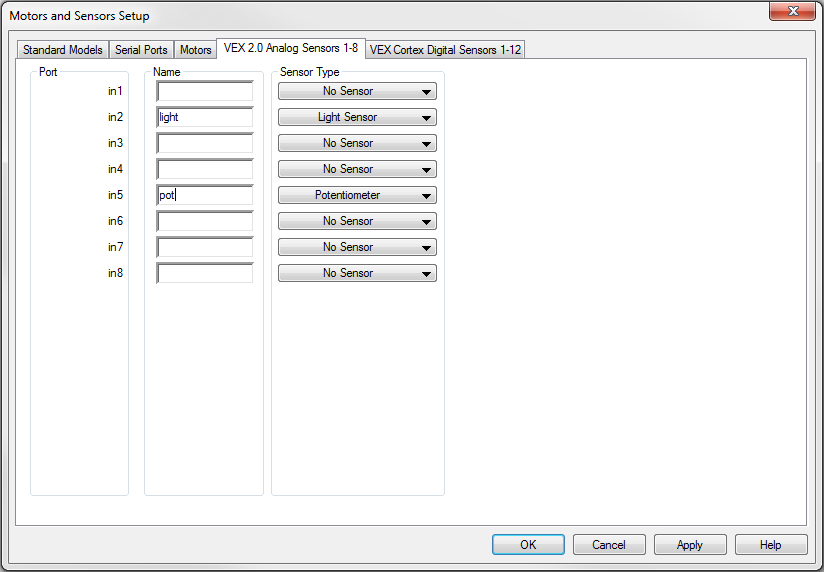 Motors and Sensors Setup
Standard Models Serial Ports Motors VEX 2.0 Analog Sensors 1-8 VEX Cortex Digital Sensors 1-12
Port Name Sensor Type
in1 No Sensor
in2 light Light Sensor
in3 No Sensor
in4 No Sensor
in5 pot Potentiometer
in6 No Sensor
in7 No Sensor
in8 No Sensor
OK Cancel Apply Help